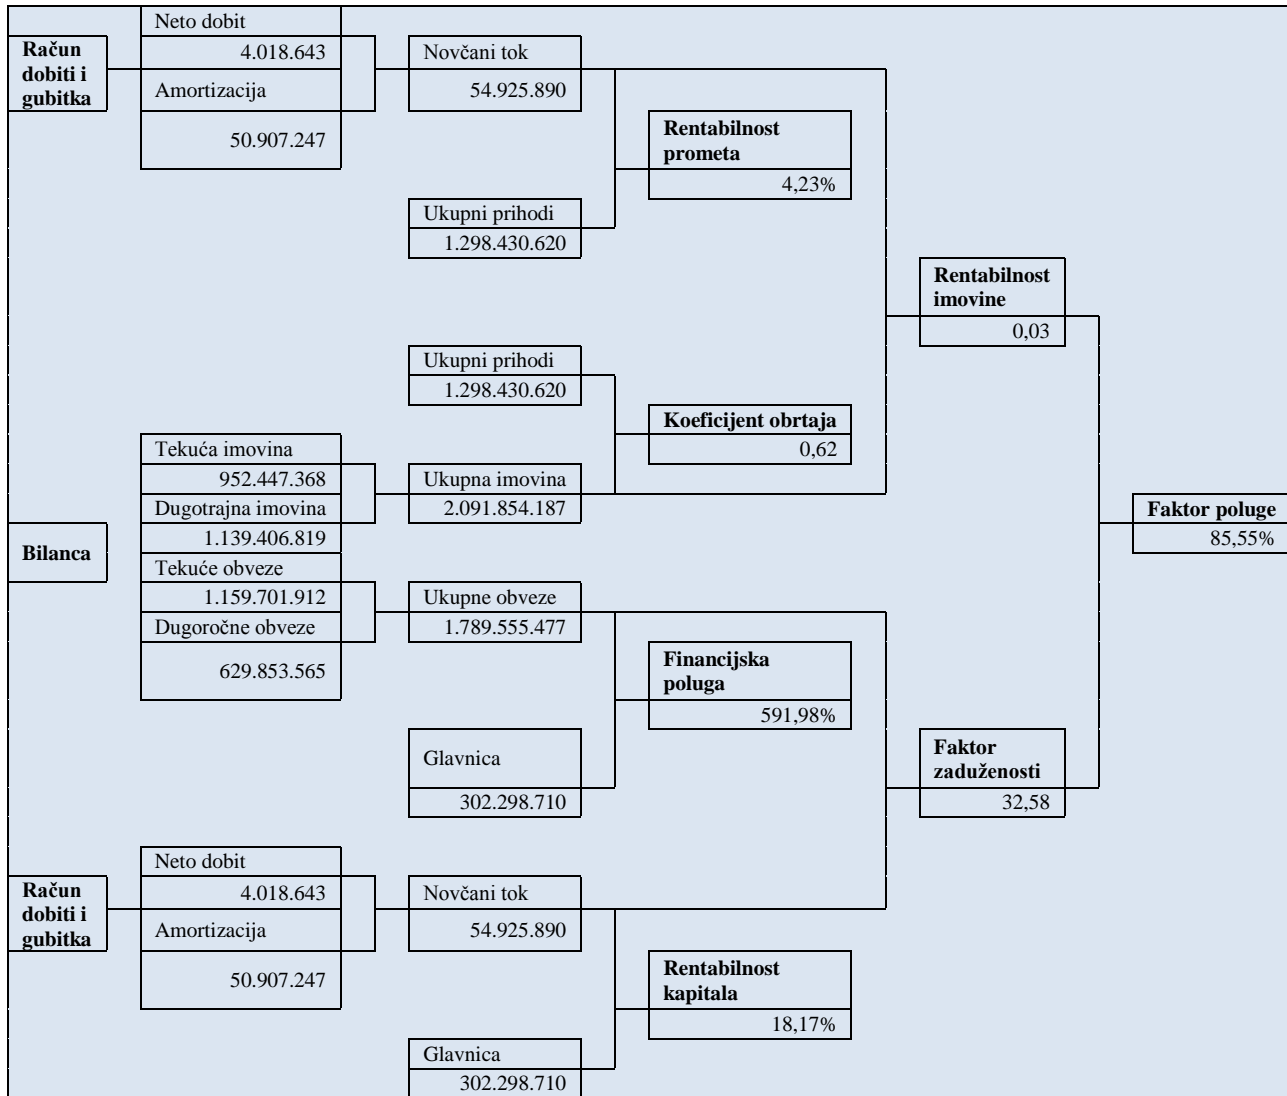 Neto dobit
Račun
dobiti i
gubitka
4.018.643
Amortizacija
50.907.247
Novčani tok
54.925.890
Rentabilnost
prometa
4,23%
Ukupni prihodi
1.298.430.620
Rentabilnost
imovine
0,03
Ukupni prihodi
1.298.430.620
Koeficijent obrtaja
0,62
Tekuća imovina
952.447.368
Dugotrajna imovina
1.139.406.819
Ukupna imovina
2.091.854.187
Faktor poluge
85,55%
Bilanca
Tekuće obveze
1.159.701.912
Dugoročne obveze
629.853.565
Ukupne obveze
1.789.555.477
Financijska
poluga
591,98%
Glavnica
302.298.710
Faktor
zaduženosti
32,58
Neto dobit
Račun
dobiti i
gubitka
4.018.643
Amortizacija
50.907.247
Novčani tok
54.925.890
Rentabilnost
kapitala
18,17%
Glavnica
302.298.710